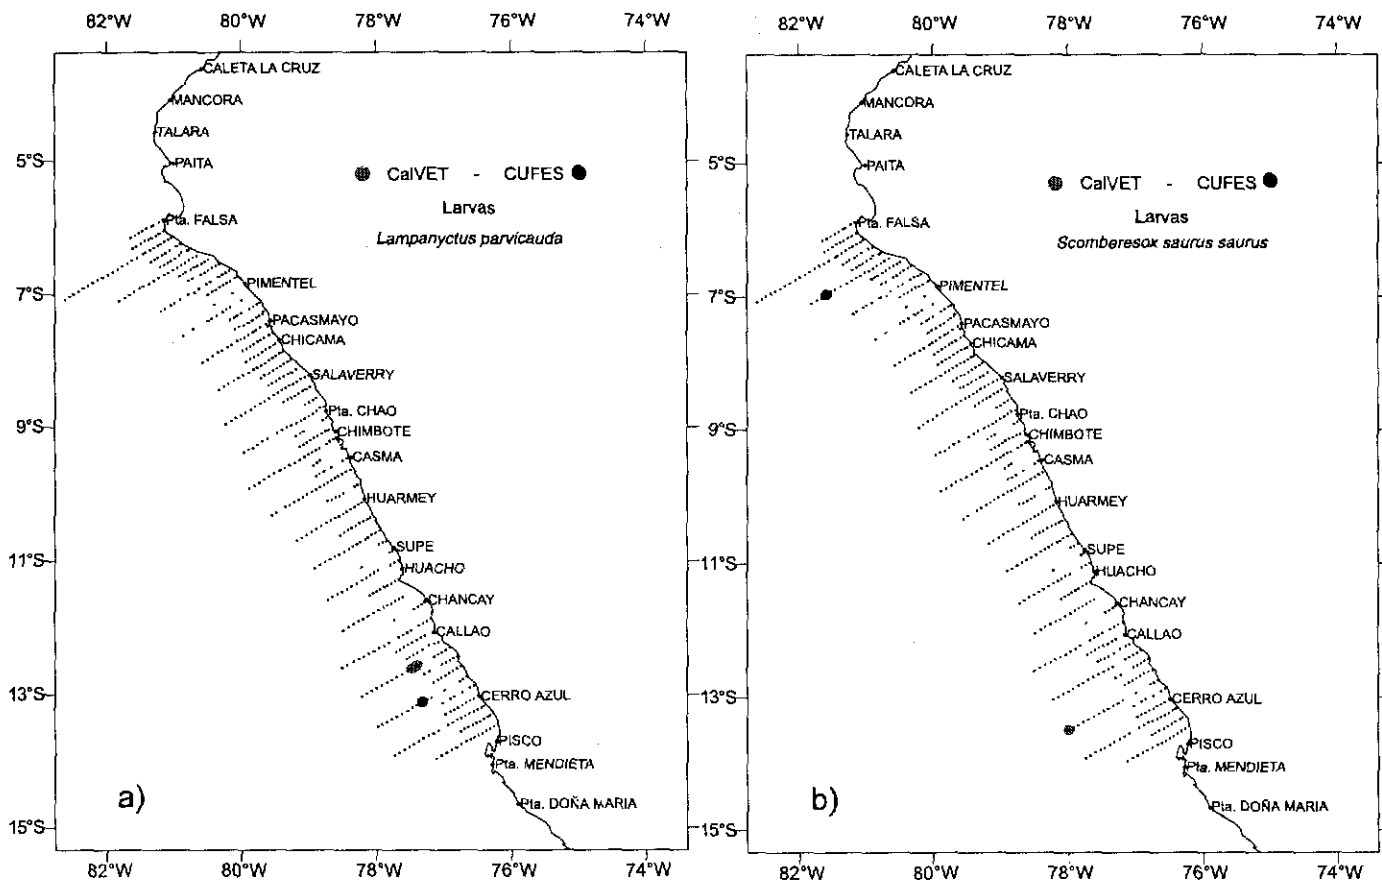 82°W 80°W 78°W 76°W 74°W
CALETA LA CRUZ
MANCORA
TALARA
5°S
PAITA
CalVET - CUFES
Larvas
Pta. FALSA
Lampanyctus parvicauda
7°S
PIMENTEL
PACASMAYO
CHICAMA
SALAVERRY
Pta. CHAO
9°S
CHIMBOTE
CASMA
HUARMEY
11°S
SUPE
HUACHO
CHANCAY
CALLAO
13°S
CERRO AZUL
PISCO
Pta. MENDIETA
a)
Pta. DOÑA MARIA
15°S
82°W 80°W 78°W 76°W 74°W
82°W 80°W 78°W 76°W 74°W
CALETA LA CRUZ
MANCORA
TALARA
5°S
PAITA
CalVET - CUFES
Larvas
Pta. FALSA
Scomberesox saurus saurus
7°S
PIMENTEL
PACASMAYO
CHICAMA
SALAVERRY
Pta. CHAO
9°S
CHIMBOTE
CASMA
HUARMEY
11°S
SUPE
HUACHO
CHANCAY
CALLAO
13°S
CERRO AZUL
PISCO
Pta. MENDIETA
b)
Pta. DOÑA MARIA
15°S
82°W 80°W 78°W 76°W 74°W